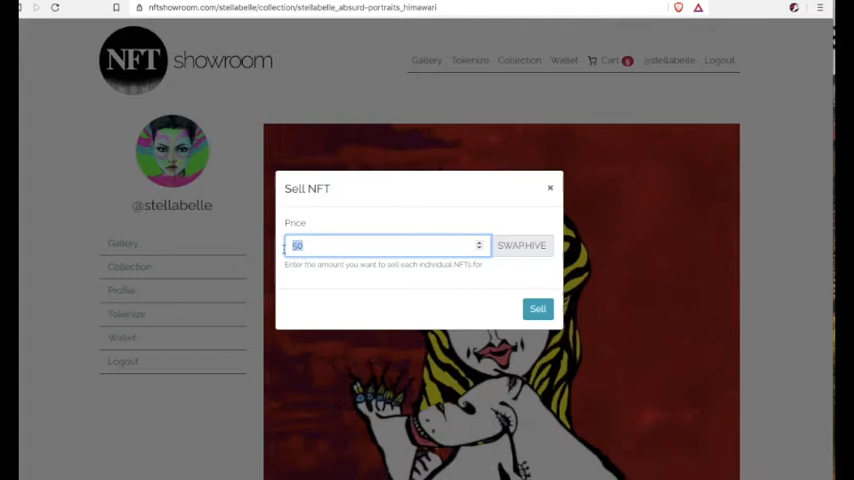 nftshowroom.com/stellabelle/collection/stellabelle_absurd-portraits_himawari
NFT showroom
Gallery Tokenize Collection Wallet Cart 5 @stellabelle Logout
@stellabelle
Gallery
Collection
Profile
Tokenize
Wallet
Logout
Sell NFT ×
Price
50 SWAP.HIVE
Enter the amount you want to sell each individual NFTs for
Sell